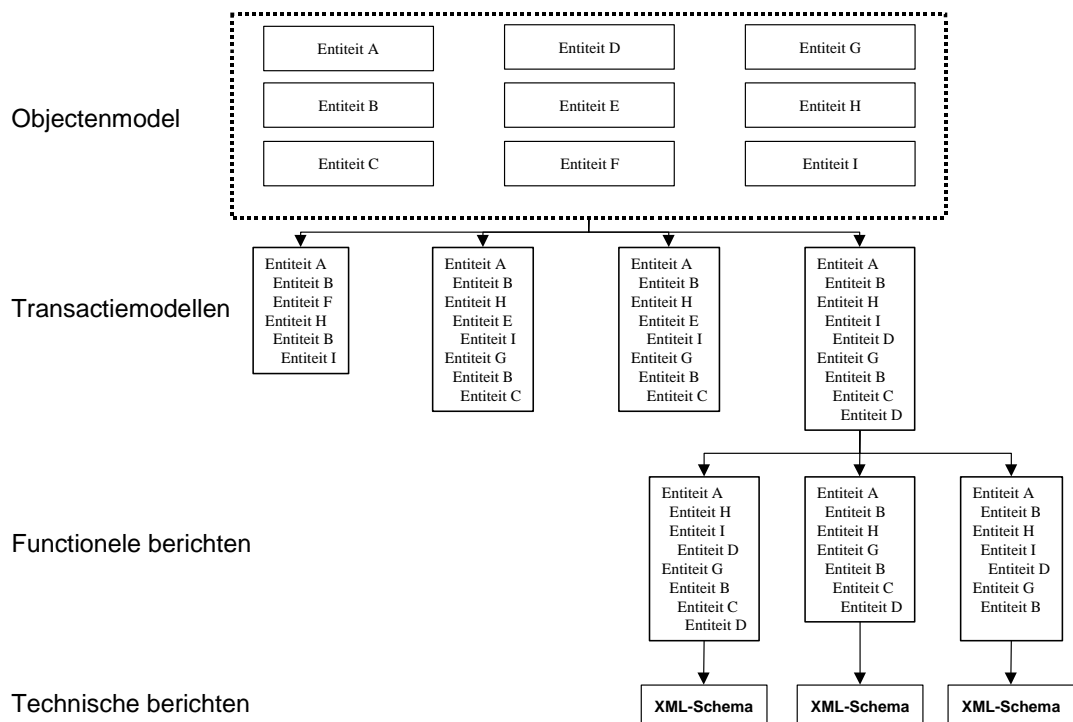 Entiteit A
Entiteit D
Entiteit G
Objectenmodel
Entiteit B
Entiteit E
Entiteit H
Entiteit C
Entiteit F
Entiteit I
Transactiemodellen
Entiteit A
Entiteit B
Entiteit F
Entiteit H
Entiteit B
Entiteit I
Entiteit A
Entiteit B
Entiteit H
Entiteit E
Entiteit I
Entiteit G
Entiteit B
Entiteit C
Entiteit A
Entiteit B
Entiteit H
Entiteit E
Entiteit I
Entiteit G
Entiteit B
Entiteit C
Entiteit A
Entiteit B
Entiteit H
Entiteit I
Entiteit D
Entiteit G
Entiteit B
Entiteit C
Entiteit D
Functionele berichten
Entiteit A
Entiteit H
Entiteit I
Entiteit D
Entiteit G
Entiteit B
Entiteit C
Entiteit D
Entiteit A
Entiteit B
Entiteit H
Entiteit G
Entiteit B
Entiteit C
Entiteit D
Entiteit A
Entiteit B
Entiteit H
Entiteit I
Entiteit D
Entiteit G
Entiteit B
Technische berichten
XML-Schema
XML-Schema
XML-Schema